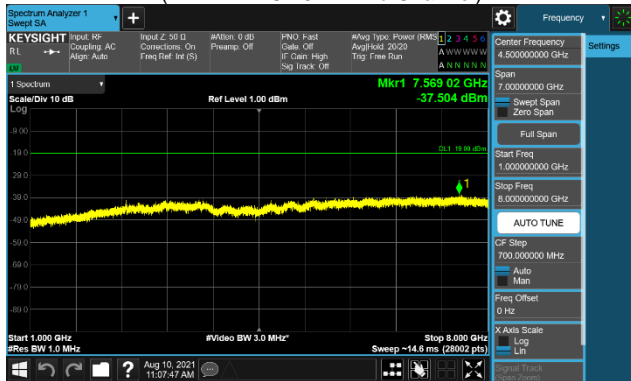 Spectrum Analyzer 1
Swept SA
Frequency
KEYSIGHT
Input: RF
Input Z: 50 Ω
#Atten: 0 dB
PNO: Fast
#Avg Type: Power (RMS
1 2 3 4 5 6
RL
Coupling: AC
Corrections: On
Preamp: Off
Gate: Off
Avg|Hold: 20/20
A W W W W W
Align: Auto
Freq Ref: Int (S)
IF Gain: High
Trig: Free Run
Sig Track: Off
A N N N N N
Settings
Center Frequency
4.500000000 GHz
Span
7.00000000 GHz
Swept Span
Zero Span
Full Span
Start Freq
1.000000000 GHz
Stop Freq
8.000000000 GHz
AUTO TUNE
CF Step
700.000000 MHz
Auto
Man
Freq Offset
0 Hz
X Axis Scale
Log
Lin
Signal Track
(Span Zoom)
1 Spectrum
Mkr1 7.569 02 GHz
Scale/Div 10 dB
Ref Level 1.00 dBm
-37.504 dBm
Log
-9.00
-19.0
DL1 -19.00 dBm
-29.0
1
-39.0
-49.0
-59.0
-69.0
-79.0
-89.0
Start 1.000 GHz
#Video BW 3.0 MHz*
Stop 8.000 GHz
#Res BW 1.0 MHz
Sweep ~14.6 ms (28002 pts)
?
Aug 10, 2021
11:07:47 AM